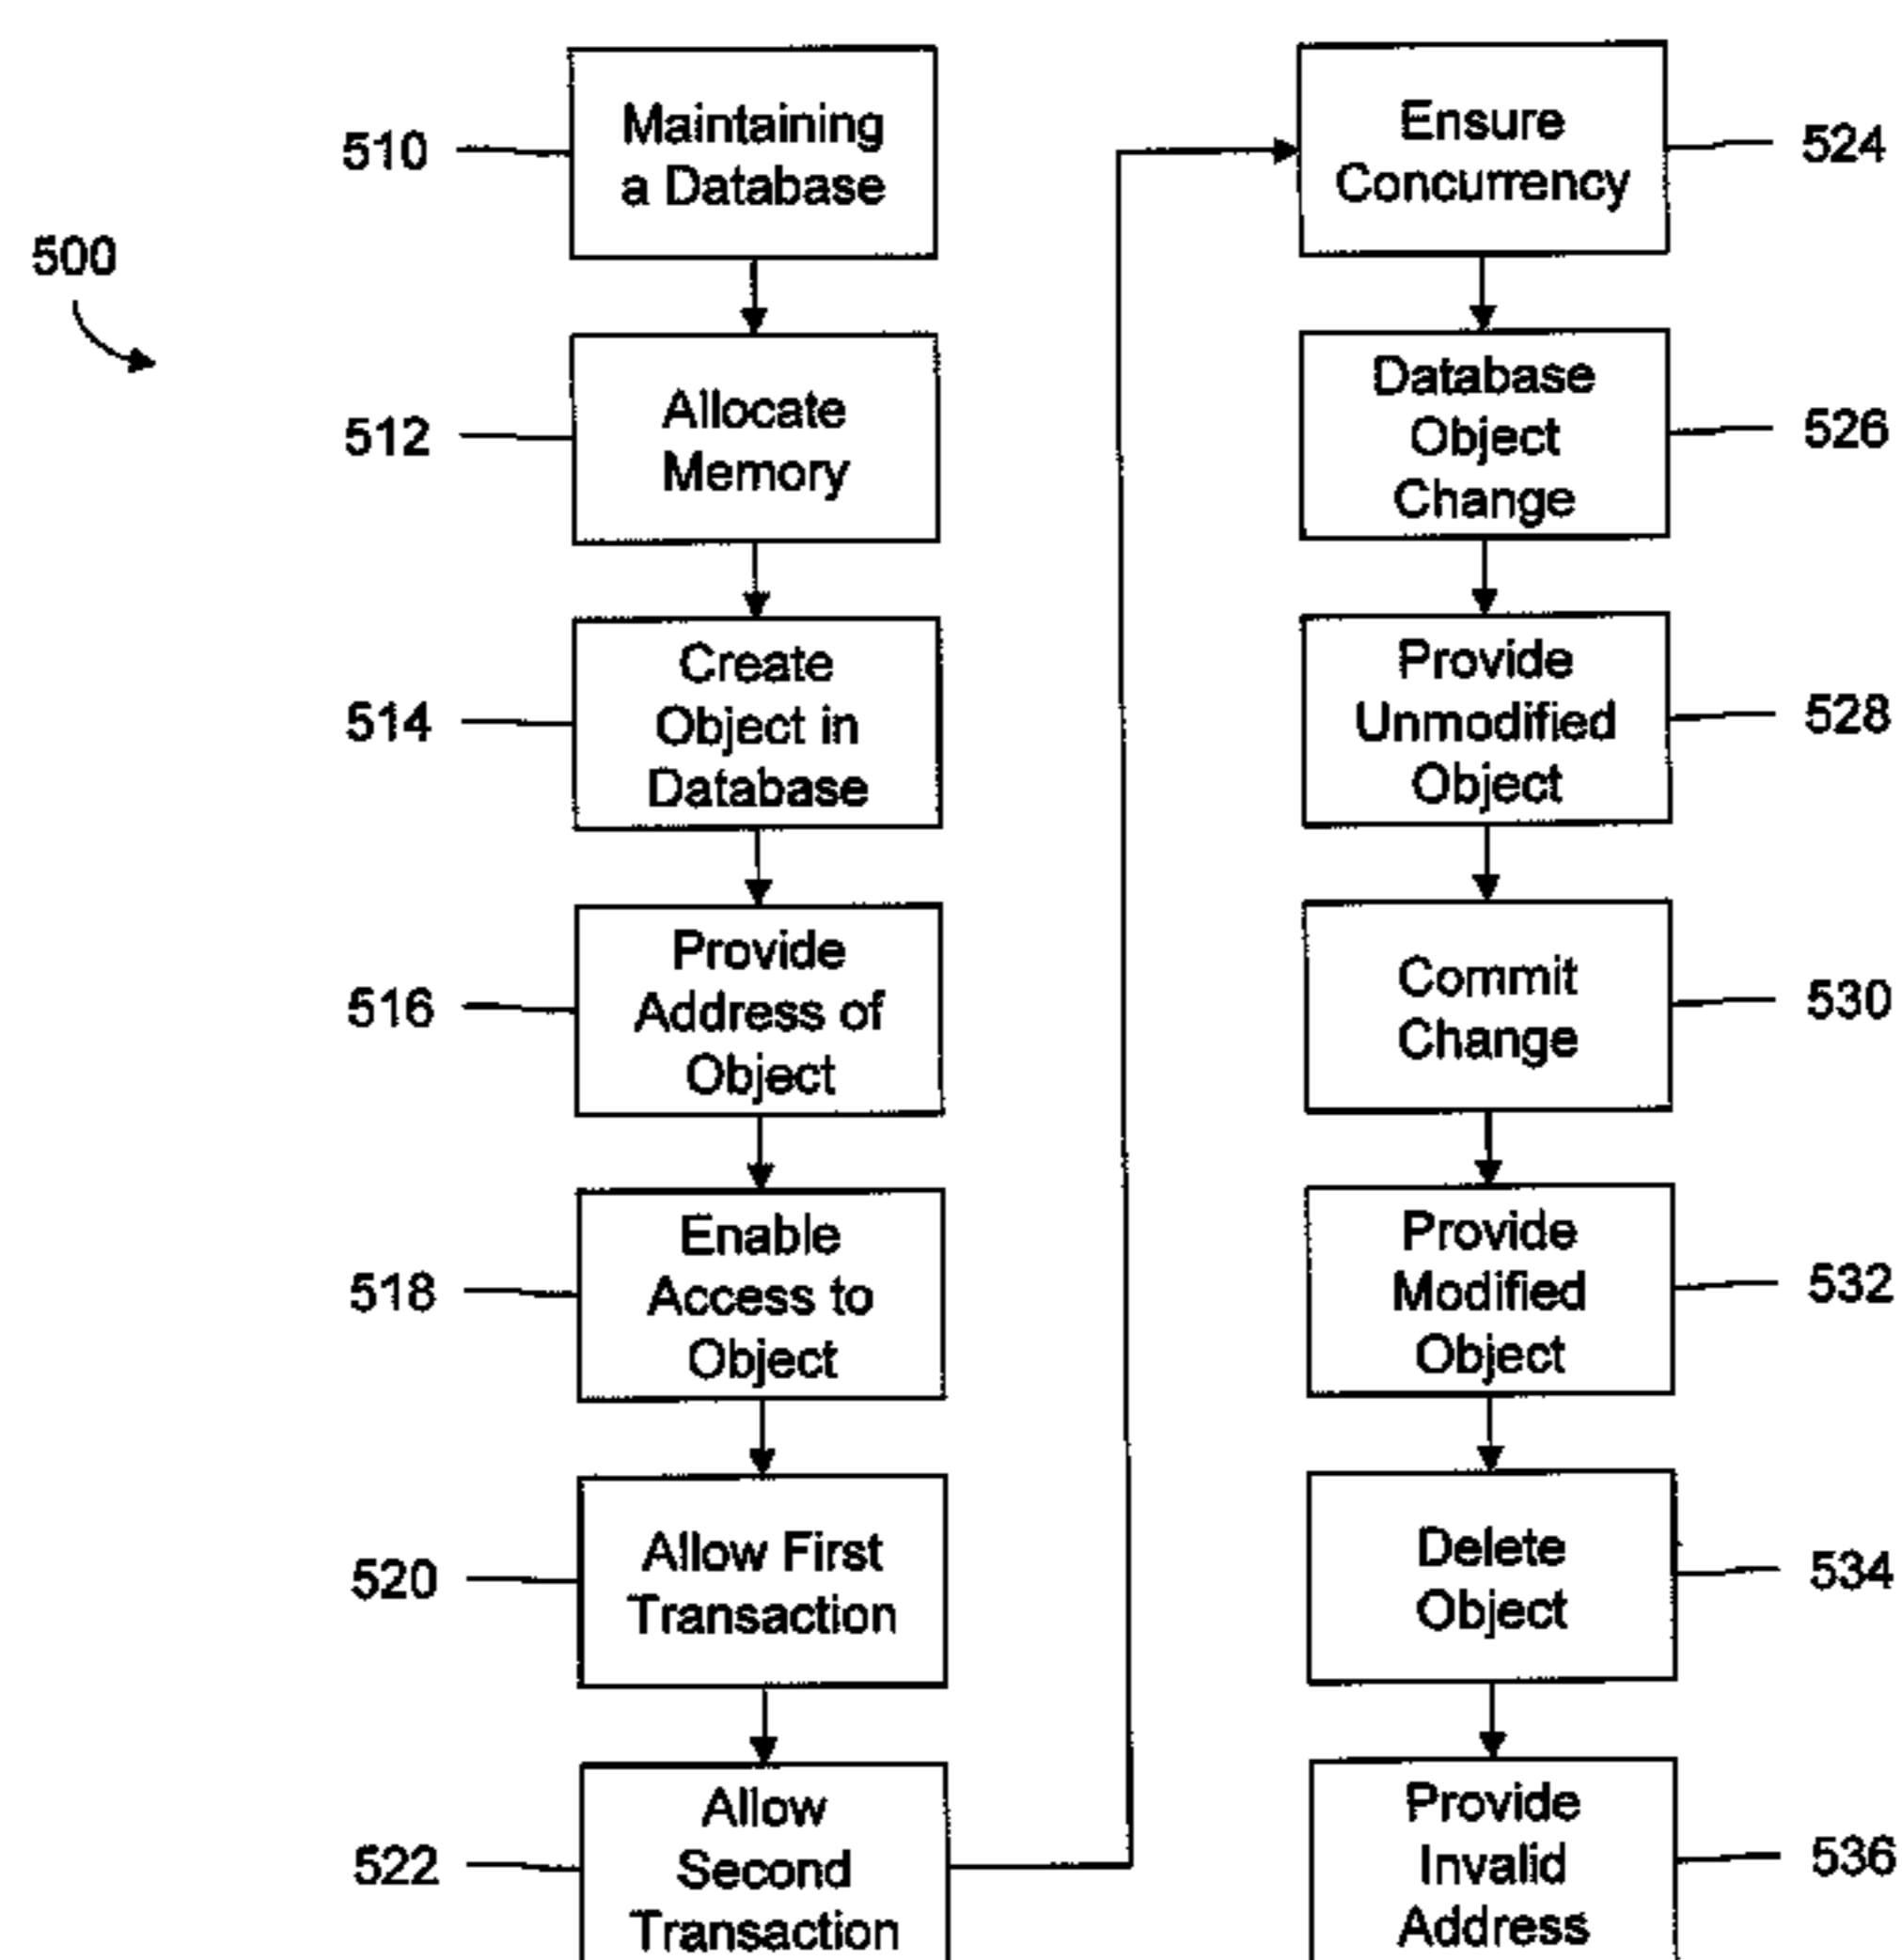 500
510
Maintaining
a Database
512
Allocate
Memory
514
Create
Object in
Database
516
Provide
Address of
Object
518
Enable
Access to
Object
520
Allow First
Transaction
522
Allow
Second
Transaction
Ensure
Concurrency
524
Database
Object
Change
526
Provide
Unmodified
Object
528
Commit
Change
530
Provide
Modified
Object
532
Delete
Object
534
Provide
Invalid
Address
536